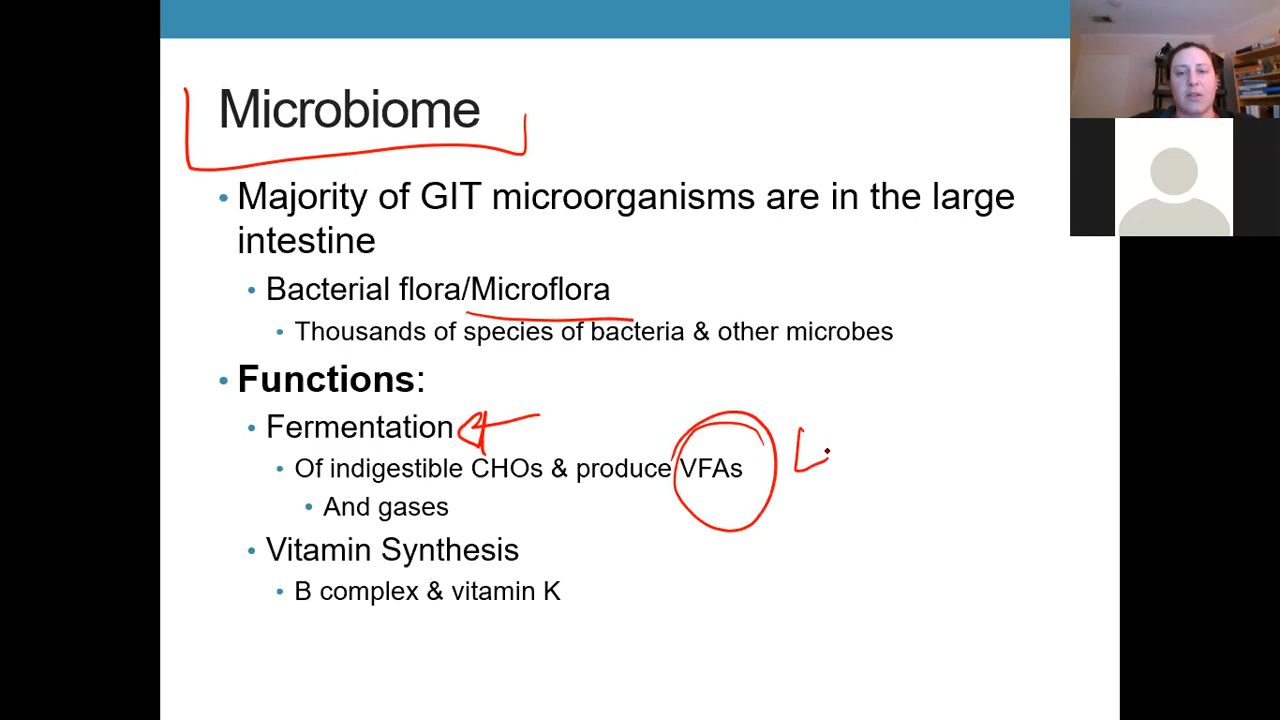 Microbiome
• Majority of GIT microorganisms are in the large
intestine
• Bacterial flora/Microflora
• Thousands of species of bacteria & other microbes
• Functions:
• Fermentation
• Of indigestible CHOs & produce VFAs
• And gases
• Vitamin Synthesis
• B complex & vitamin K